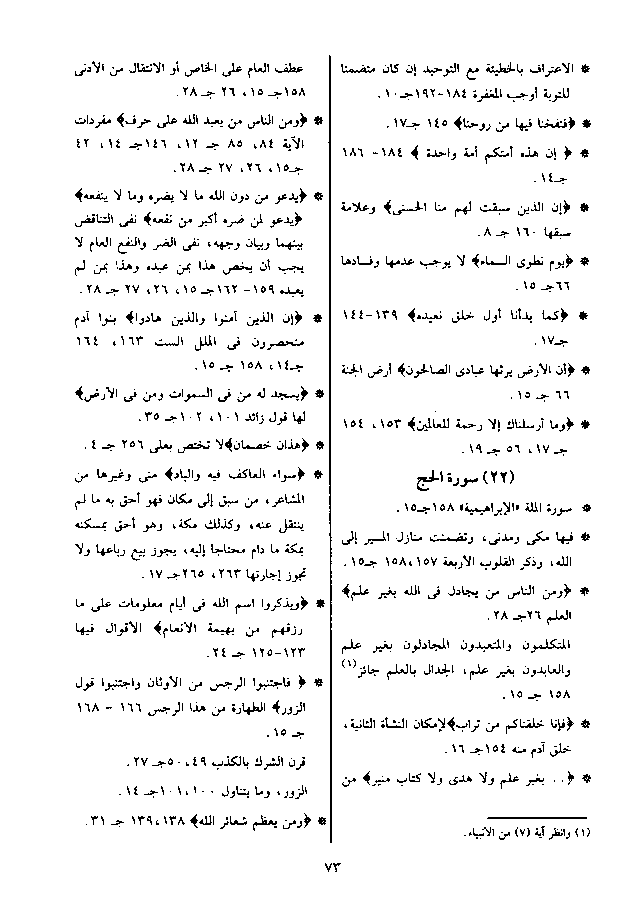 * الاعتراف بالخطيئة مع التوحيد إن كان متضمنا
للتوبة أوجب المغفرة ١٨٤-١٩٢جـ١٠.
* ﴿فنفخنا فيها من روحنا﴾ ١٤٥ جـ١٧.
* ﴿ إن هذه أمتكم أمة واحدة ﴾ ١٨٤- ١٨٦
جـ١٤.
* ﴿إن الذين سبقت لهم منا الحسنى﴾ وعلامة
سبقها ١٦٠ جـ ٨.
* ﴿يوم نطوى السماء﴾ لا يوجب عدمها وفسادها
٦٦جـ ١٥.
* ﴿كما بدأنا أول خلق نعيده﴾ ١٣٩-١٤٤
جـ١٧.
* ﴿أن الأرض يرثها عبادى الصالحون﴾ أرض الجنة
٦٦ جـ ١٥.
* ﴿وما أرسلناك إلا رحمة للعالمين﴾ ١٥٣، ١٥٤
جـ ١٧، ٥٦ جـ ١٩.
(٢٢) سورة الحج
* سورة الملة «الإبراهيمية» ١٥٨جـ١٥.
* فيها مكى ومدنى، وتضمنت منازل المسير إلى
الله، وذكر القلوب الأربعة ١٥٧، ١٥٨ جـ١٥.
* ﴿ومن الناس من يجادل فى الله بغير علم﴾
العلم ٢٦جـ ٢٨.
المتكلمون والمتعبدون المجادلون بغير علم
والعابدون بغير علم، الجدال بالعلم جائز(١)
١٥٨ جـ ١٥.
* ﴿فإنا خلقناكم من تراب﴾لإمكان النشأة الثانية،
خلق آدم منه ١٥٤جـ ١٦.
* ﴿.. بغير علم ولا هدى ولا كتاب منير﴾ من
(١) وانظر آية (٧) من الأنبياء.
عطف العام على الخاص أو الانتقال من الأدنى
١٥٨جـ ١٥، ٢٦ جـ ٢٨.
* ﴿ومن الناس من يعبد الله على حرف﴾ مفردات
الآية ٨٤، ٨٥ جـ ١٢، ١٤٦جـ ١٤، ٤٢
جـ١٥، ٢٦، ٢٧ جـ ٢٨.
* ﴿يدعو من دون الله ما لا يضره وما لا ينفعه﴾
﴿يدعو لمن ضره أكبر من نفعه﴾ نفى التناقض
بينهما وبيان وجهه، نفى الضر والنفع العام لا
يجب أن يخص هذا بمن عبده وهذا بمن لم
يعبده ١٥٩- ١٦٢جـ ١٥، ٢٦، ٢٧ جـ ٢٨.
* ﴿إن الذين آمنوا والذين هادوا﴾ بنوا آدم
منحصرون فى الملل الست ١٦٣، ١٦٤
جـ١٤، ١٥٨ جـ ١٥.
* ﴿يسجد له من فى السموات ومن فى الأرض﴾
لها قول زائد ١٠١، ١٠٢جـ ٣٥.
* ﴿هذان خصمان﴾لا تختص بعلى ٢٥٦ جـ ٤.
* ﴿سواء العاكف فيه والباد﴾ منى وغيرها من
المشاعر، من سبق إلى مكان فهو أحق به ما لم
ينتقل عنه، وكذلك مكة، وهو أحق بمسكنه
بمكة ما دام محتاجا إليه، يجوز بيع رباعها ولا
تجوز إجارتها ٢٦٣، ٢٦٥جـ ١٧.
* ﴿ويذكروا اسم الله فى أيام معلومات على ما
رزقهم من بهيمة الأنعام﴾ الأقوال فيها
١٢٣-١٢٥ جـ ٢٤.
* ﴿ فاجتنبوا الرجس من الأوثان واجتنبوا قول
الزور﴾ الطهارة من هذا الرجس ١٦٦ - ١٦٨
جـ ١٥.
قرن الشرك بالكذب ٤٩، ٥٠جـ ٢٧.
الزور، وما يتناول ١٠٠، ١٠١جـ ١٤.
* ﴿ومن يعظم شعائر الله﴾ ١٣٨، ١٣٩ جـ ٣١.
٧٣